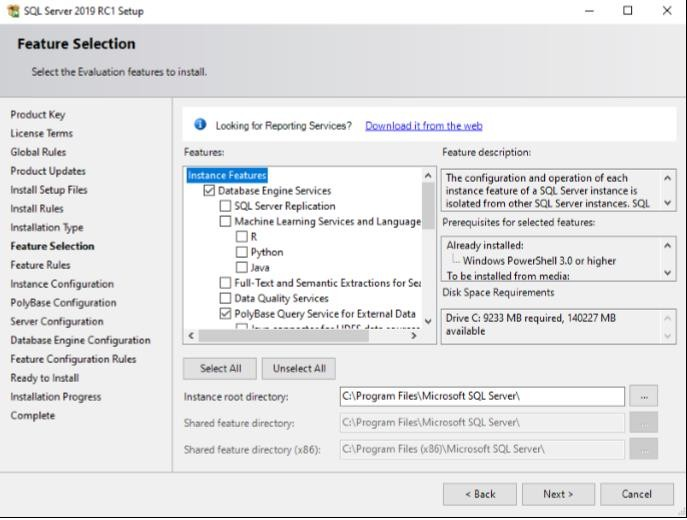 SQL Server 2019 RC1 Setup
Feature Selection
Select the Evaluation features to install.
Product Key
License Terms
Global Rules
Product Updates
Install Setup Files
Install Rules
Installation Type
Feature Selection
Feature Rules
Instance Configuration
PolyBase Configuration
Server Configuration
Database Engine Configuration
Feature Configuration Rules
Ready to Install
Installation Progress
Complete
Looking for Reporting Services? Download it from the web
Features:
Instance Features
Database Engine Services
SQL Server Replication
Machine Learning Services and Language
R
Python
Java
Full-Text and Semantic Extractions for Sea
Data Quality Services
PolyBase Query Service for External Data
Feature description:
The configuration and operation of each
instance feature of a SQL Server instance is
isolated from other SQL Server instances. SQL
Prerequisites for selected features:
Already installed:
Windows PowerShell 3.0 or higher
To be installed from media:
Disk Space Requirements
Drive C: 9233 MB required, 140227 MB
available
Select All
Unselect All
Instance root directory:
C:\Program Files\Microsoft SQL Server\
...
Shared feature directory:
C:\Program Files\Microsoft SQL Server\
...
Shared feature directory (x86):
C:\Program Files (x86)\Microsoft SQL Server\
...
< Back
Next >
Cancel